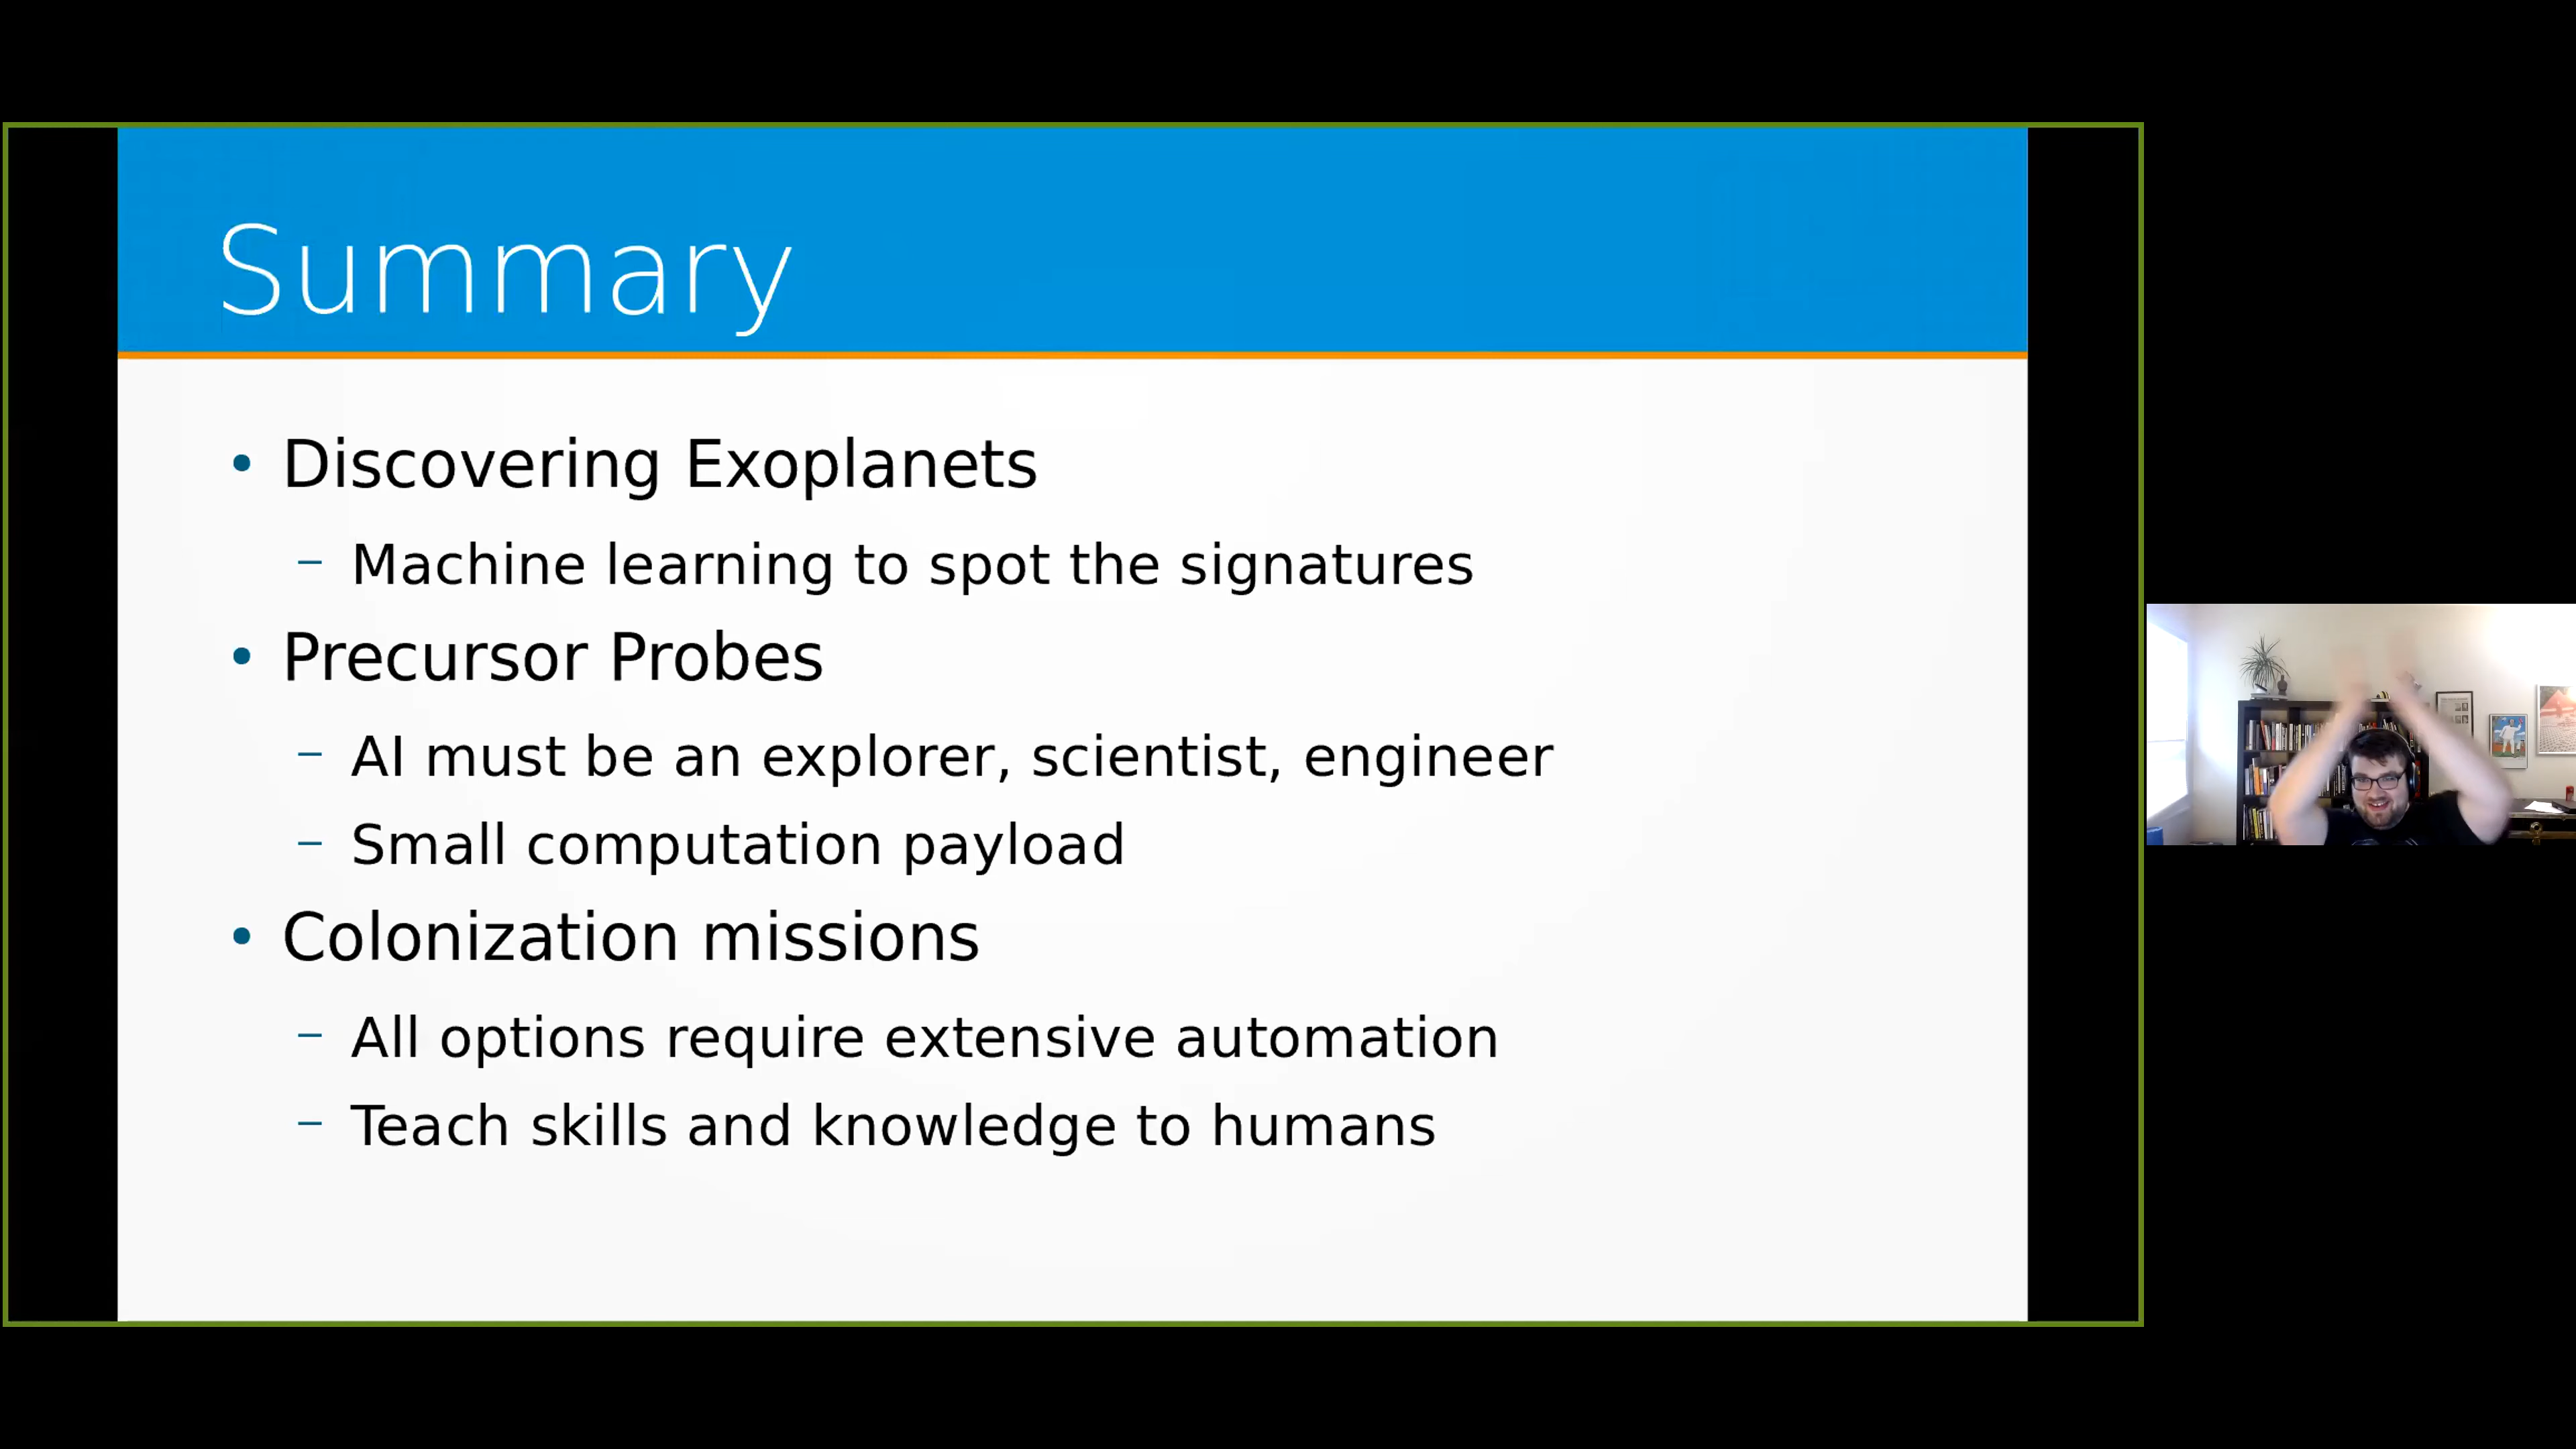 Summary
• Discovering Exoplanets
– Machine learning to spot the signatures
• Precursor Probes
– AI must be an explorer, scientist, engineer
– Small computation payload
• Colonization missions
– All options require extensive automation
– Teach skills and knowledge to humans